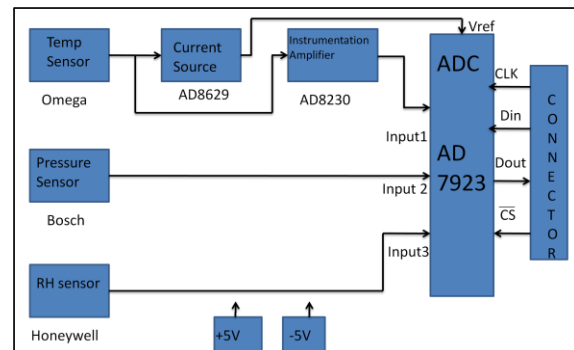 Temp
Sensor
Omega
Current
Source
AD8629
Instrumentation
Amplifier
AD8230
Vref
ADC
AD
7923
Input1
Input 2
Input3
CLK
Din
Dout
CS
CONNECTOR
Pressure
Sensor
Bosch
RH sensor
Honeywell
+5V
-5V